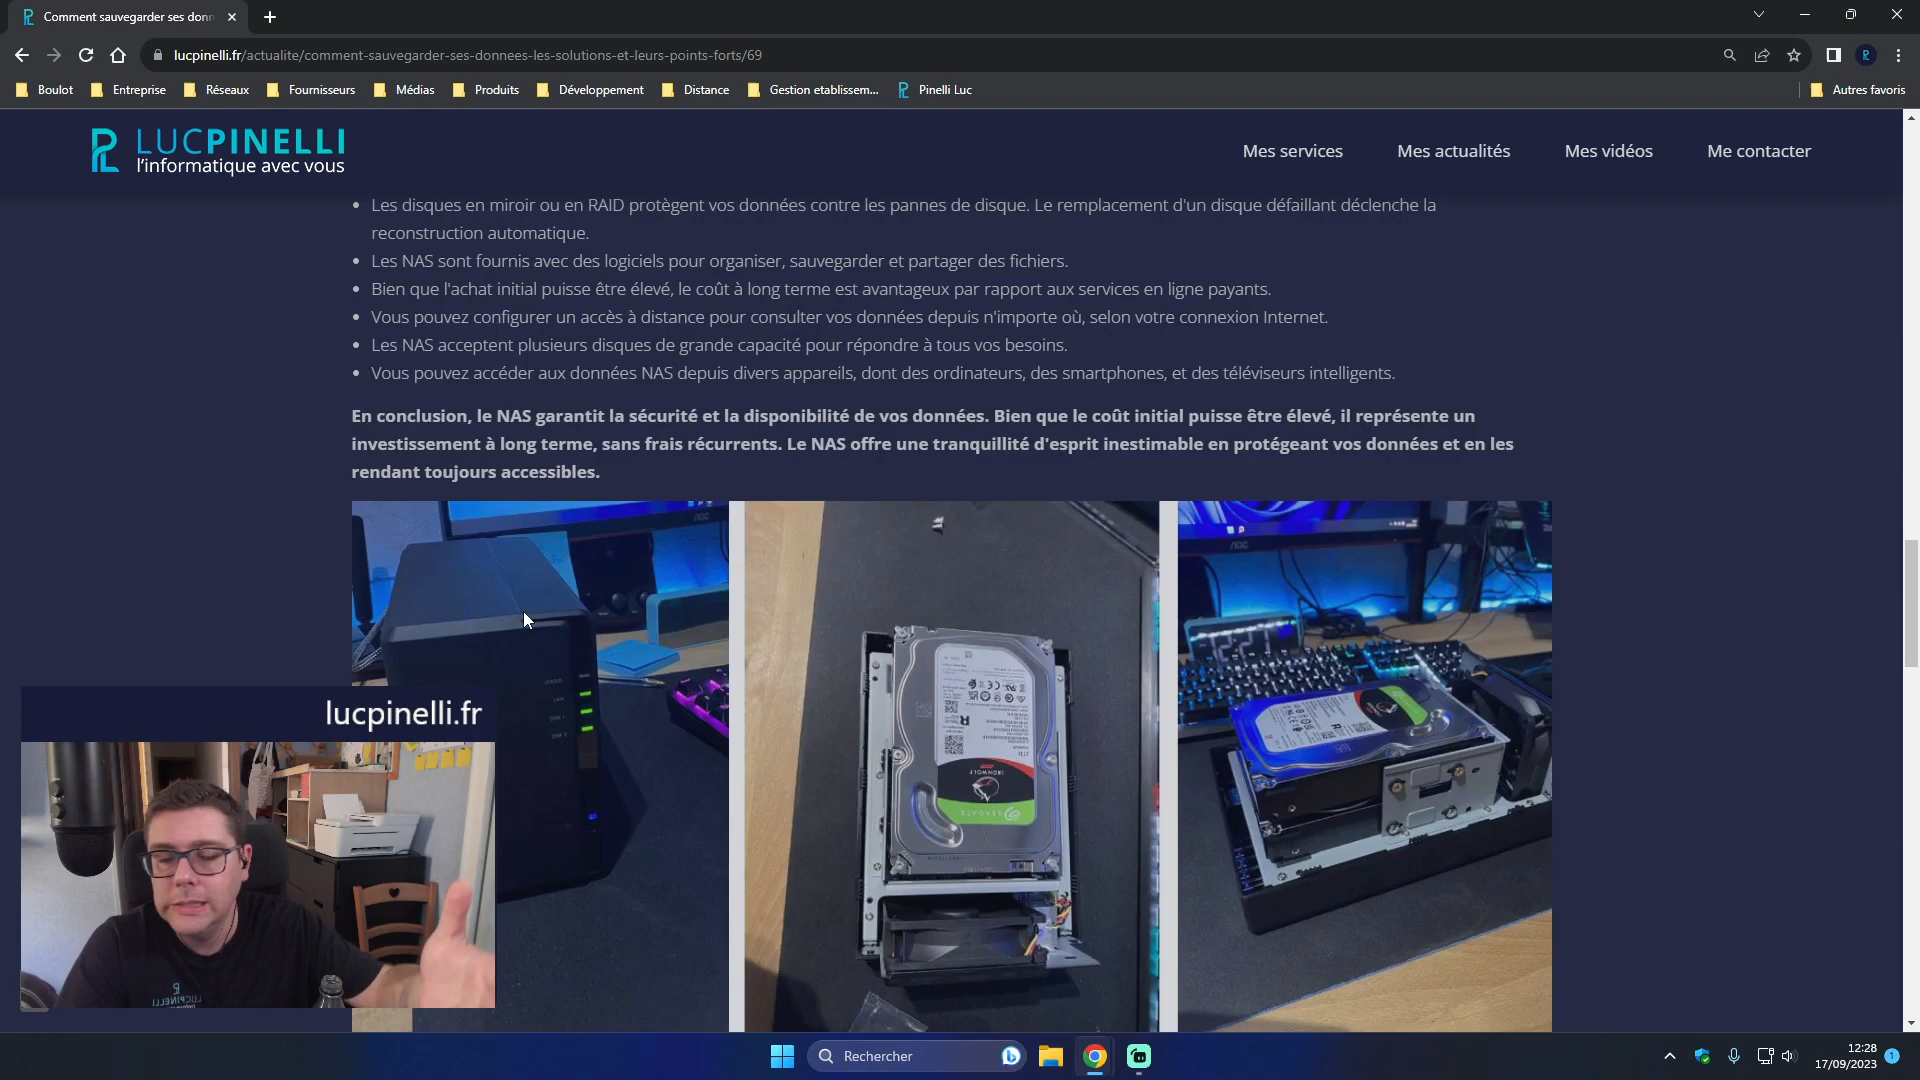 Comment sauvegarder ses donn
lucpinelli.fr/actualite/comment-sauvegarder-ses-donnees-les-solutions-et-leurs-points-forts/69
Boulot
Entreprise
Réseaux
Fournisseurs
Médias
Produits
Développement
Distance
Gestion etablissem...
Pinelli Luc
Autres favoris
LUCPINELLI
l'informatique avec vous
Mes services
Mes actualités
Mes vidéos
Me contacter
Les disques en miroir ou en RAID protègent vos données contre les pannes de disque. Le remplacement d'un disque défaillant déclenche la
reconstruction automatique.
Les NAS sont fournis avec des logiciels pour organiser, sauvegarder et partager des fichiers.
Bien que l'achat initial puisse être élevé, le coût à long terme est avantageux par rapport aux services en ligne payants.
Vous pouvez configurer un accès à distance pour consulter vos données depuis n'importe où, selon votre connexion Internet.
Les NAS acceptent plusieurs disques de grande capacité pour répondre à tous vos besoins.
Vous pouvez accéder aux données NAS depuis divers appareils, dont des ordinateurs, des smartphones, et des téléviseurs intelligents.
En conclusion, le NAS garantit la sécurité et la disponibilité de vos données. Bien que le coût initial puisse être élevé, il représente un
investissement à long terme, sans frais récurrents. Le NAS offre une tranquillité d'esprit inestimable en protégeant vos données et en les
rendant toujours accessibles.
AOC
AOC
IRONWOLF
SEAGATE
lucpinelli.fr
LUCPINELLI
Rechercher
12:28
17/09/2023
1